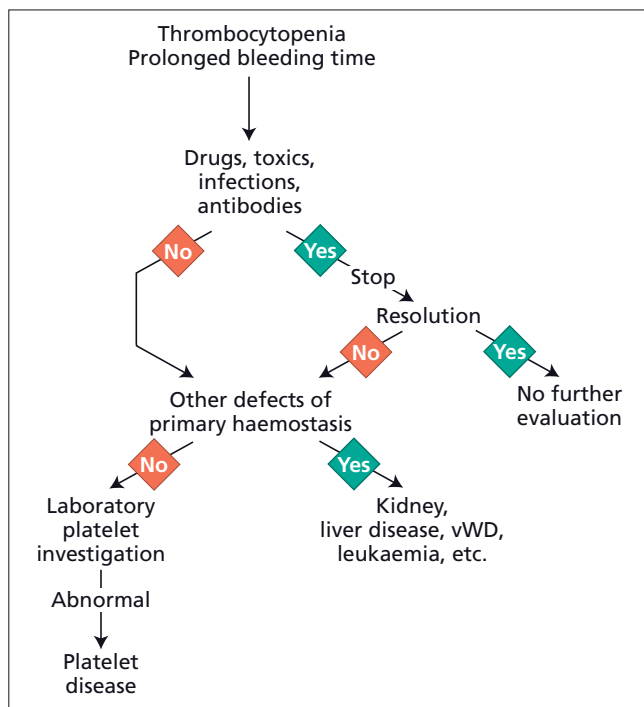 Thrombocytopenia
Prolonged bleeding time
Drugs, toxics,
infections,
antibodies
No
Yes
Stop
Resolution
No
Yes
No further
evaluation
Other defects of
primary haemostasis
No
Yes
Laboratory
platelet
investigation
Kidney,
liver disease, vWD,
leukaemia, etc.
Abnormal
Platelet
disease